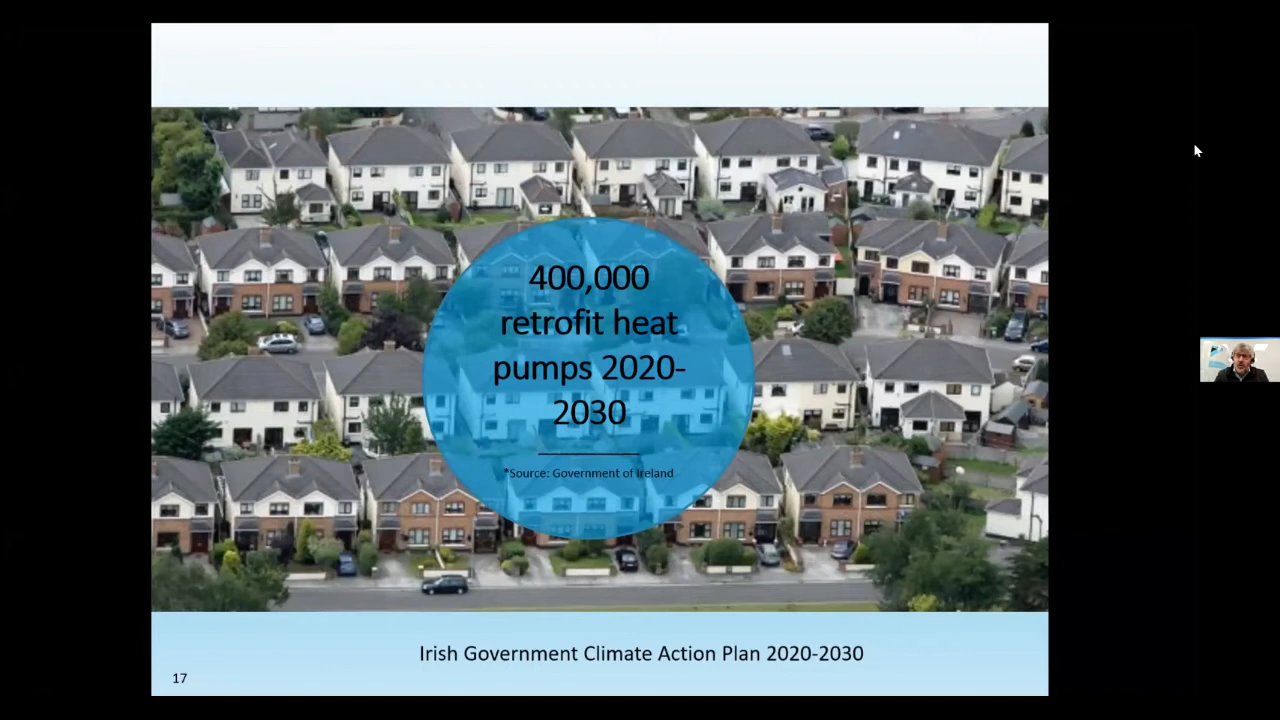 400,000
retrofit heat
pumps 2020-
2030
*Source: Government of Ireland
Irish Government Climate Action Plan 2020-2030
17